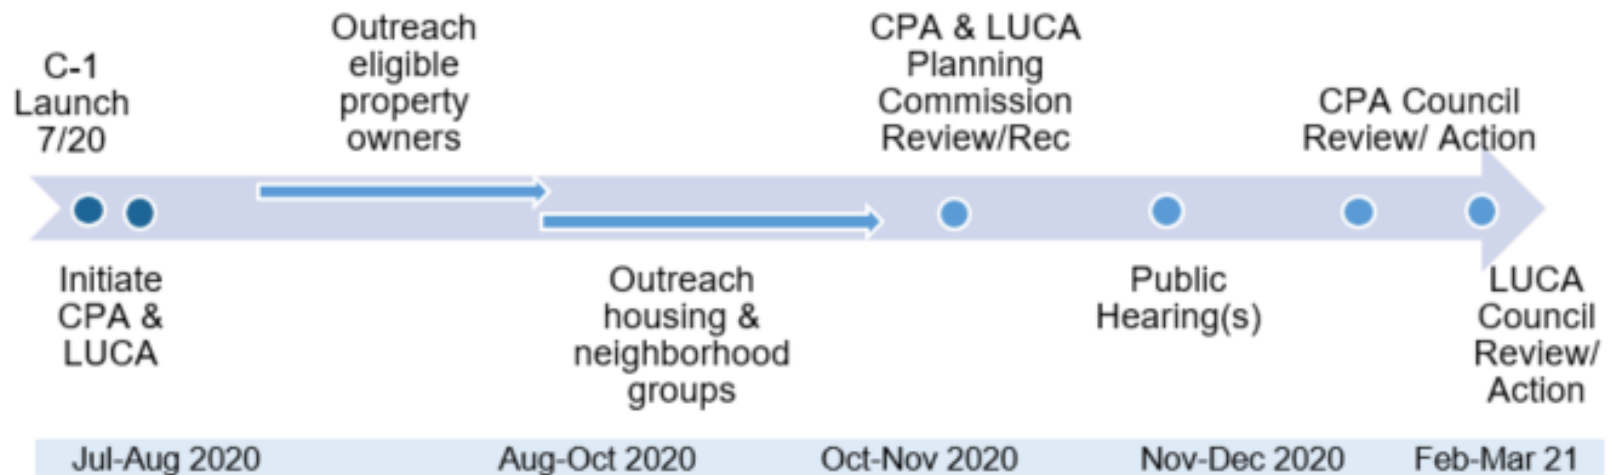 C-1
Launch
7/20
Outreach
eligible
property
owners
CPA & LUCA
Planning
Commission
Review/Rec
CPA Council
Review/ Action
Initiate
CPA &
LUCA
Outreach
housing &
neighborhood
groups
Public
Hearing(s)
LUCA
Council
Review/
Action
Jul-Aug 2020
Aug-Oct 2020
Oct-Nov 2020
Nov-Dec 2020
Feb-Mar 21